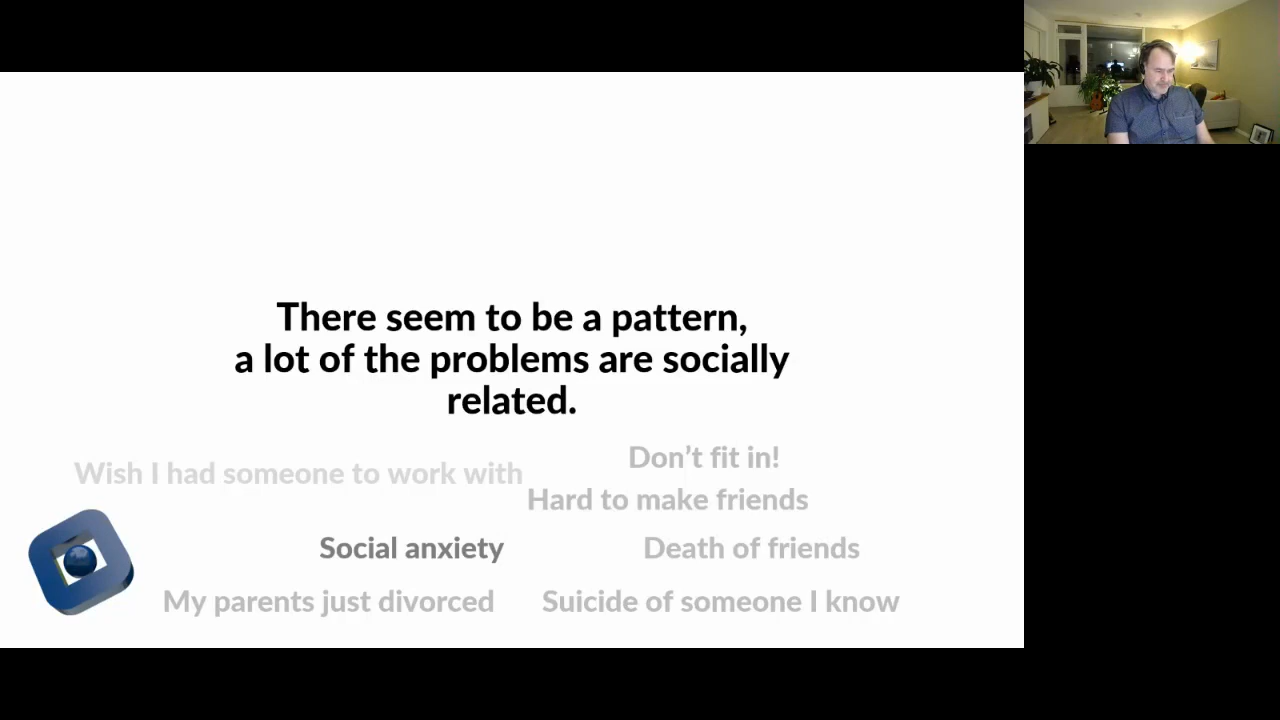 There seem to be a pattern,
a lot of the problems are socially
related.
Don’t fit in!
Wish I had someone to work with
Hard to make friends
Social anxiety
Death of friends
My parents just divorced
Suicide of someone I know